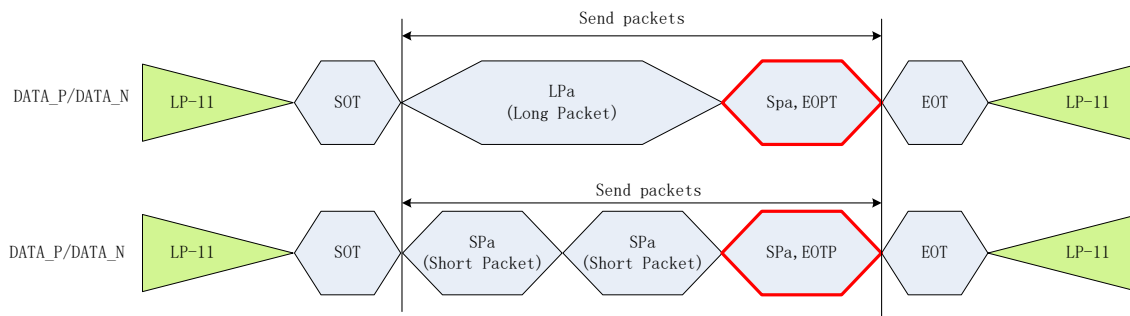 Send packets
DATA_P/DATA_N
LP-11
SOT
LPa
(Long Packet)
Spa,EOPT
EOT
LP-11
Send packets
DATA_P/DATA_N
LP-11
SOT
SPa
(Short Packet)
SPa
(Short Packet)
SPa,EOTP
EOT
LP-11